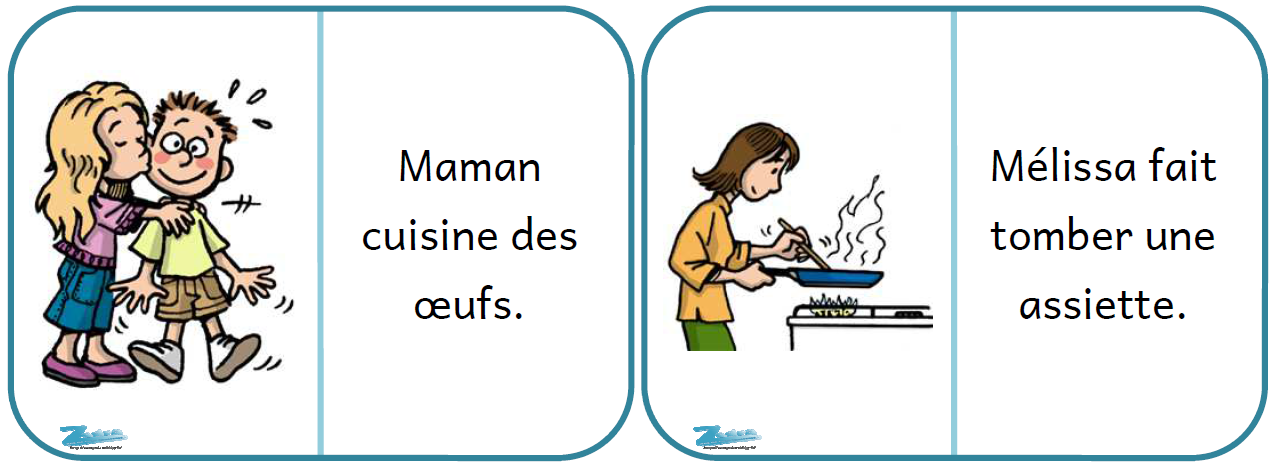 Maman
cuisine des
œufs.
Mélissa fait
tomber une
assiette.